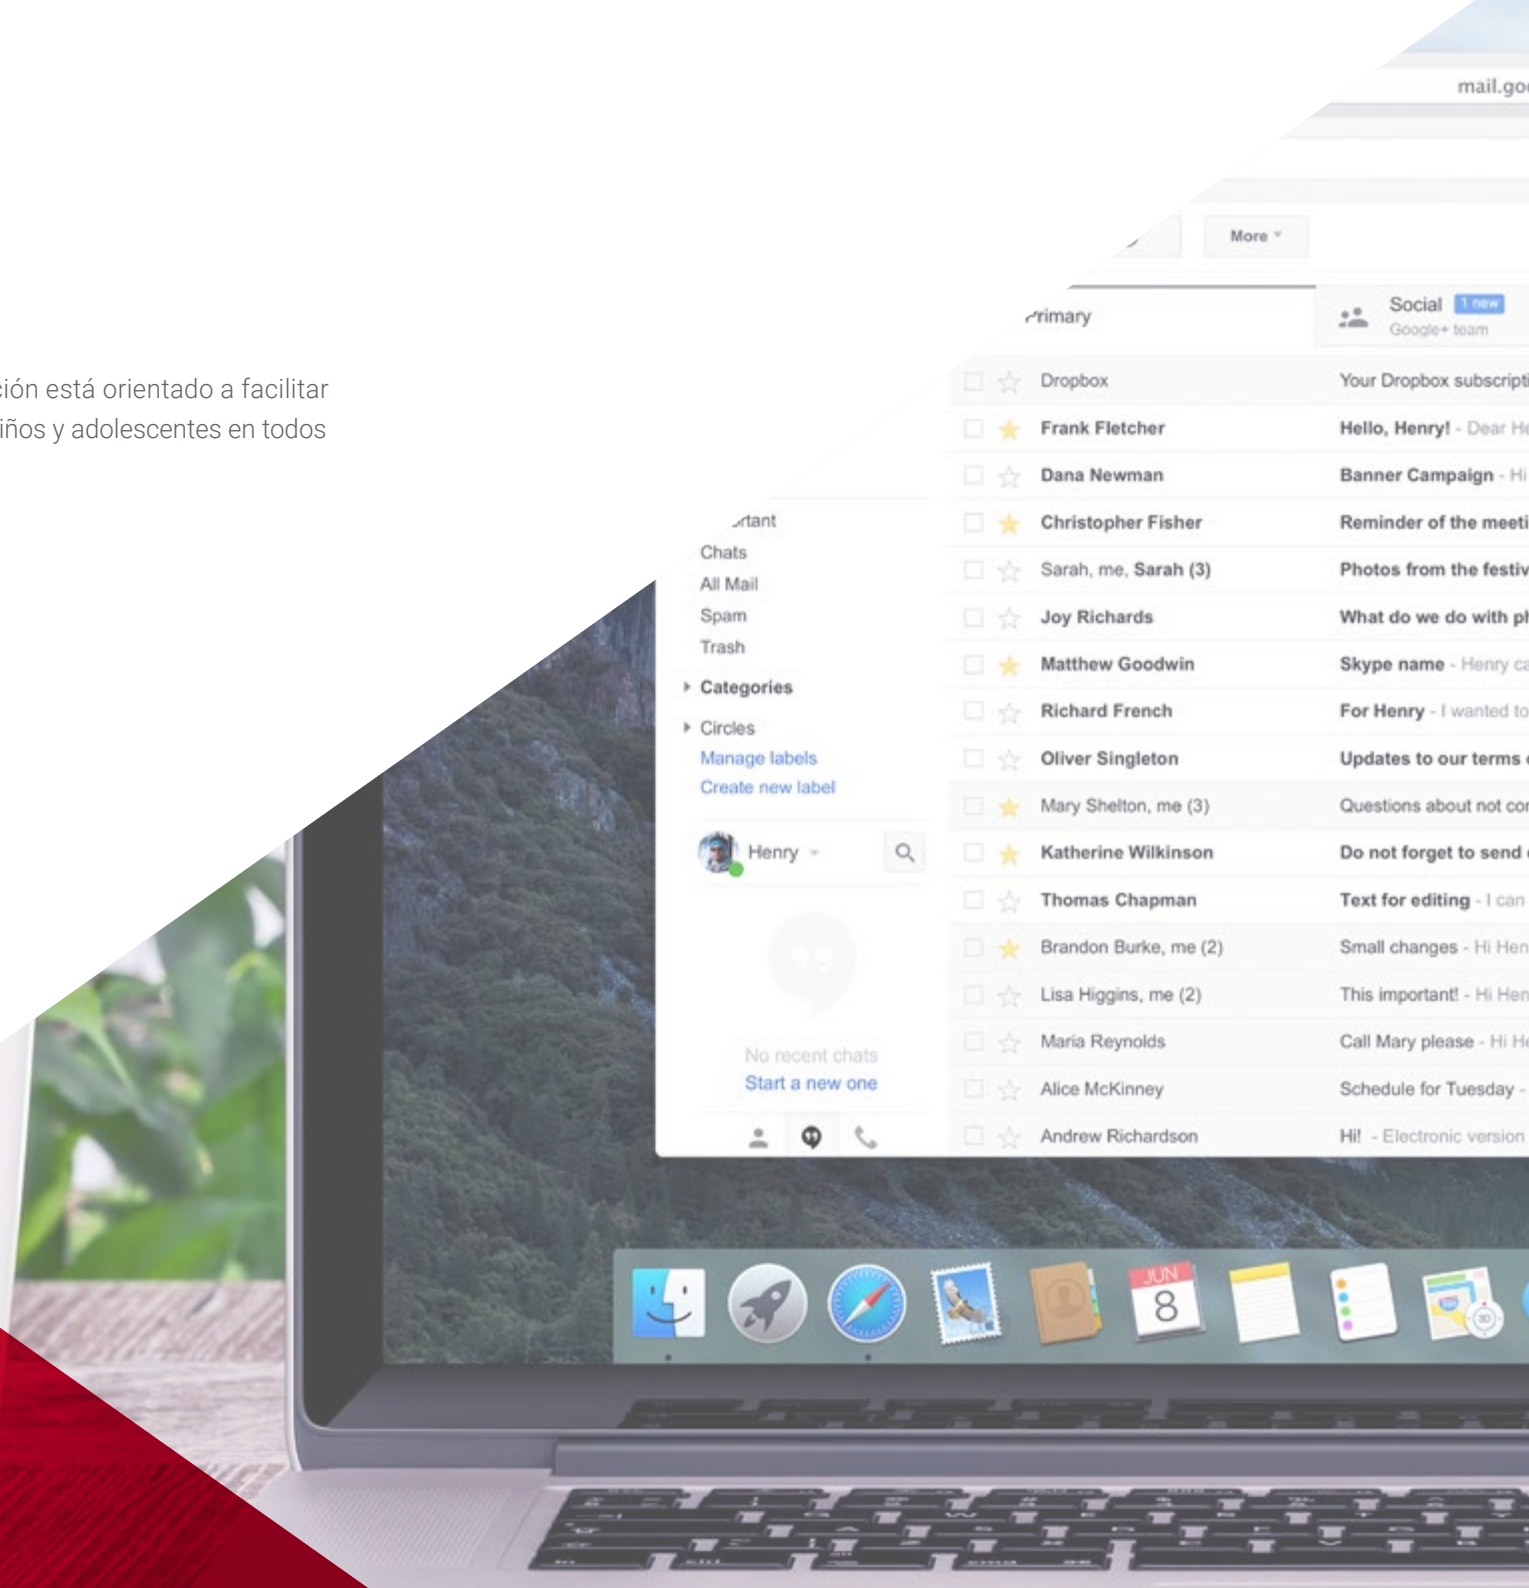 mail.goo
More
Primary
Social 1 new
Google+ team
ción está orientado a facilitar
iños y adolescentes en todos
Dropbox Your Dropbox subscripti
Frank Fletcher Hello, Henry! - Dear He
Dana Newman Banner Campaign - Hi
Christopher Fisher Reminder of the meeti
Sarah, me, Sarah (3) Photos from the festiv
Joy Richards What do we do with ph
Matthew Goodwin Skype name - Henry ca
Richard French For Henry - I wanted to
Oliver Singleton Updates to our terms
Mary Shelton, me (3) Questions about not con
Katherine Wilkinson Do not forget to send
Thomas Chapman Text for editing - I can
Brandon Burke, me (2) Small changes - Hi Hen
Lisa Higgins, me (2) This important! - Hi Hen
Maria Reynolds Call Mary please - Hi He
Alice McKinney Schedule for Tuesday -
Andrew Richardson Hi! - Electronic version
rtant
Chats
All Mail
Spam
Trash
Categories
Circles
Manage labels
Create new label
Henry
No recent chats
Start a new one
JUN
8
3D